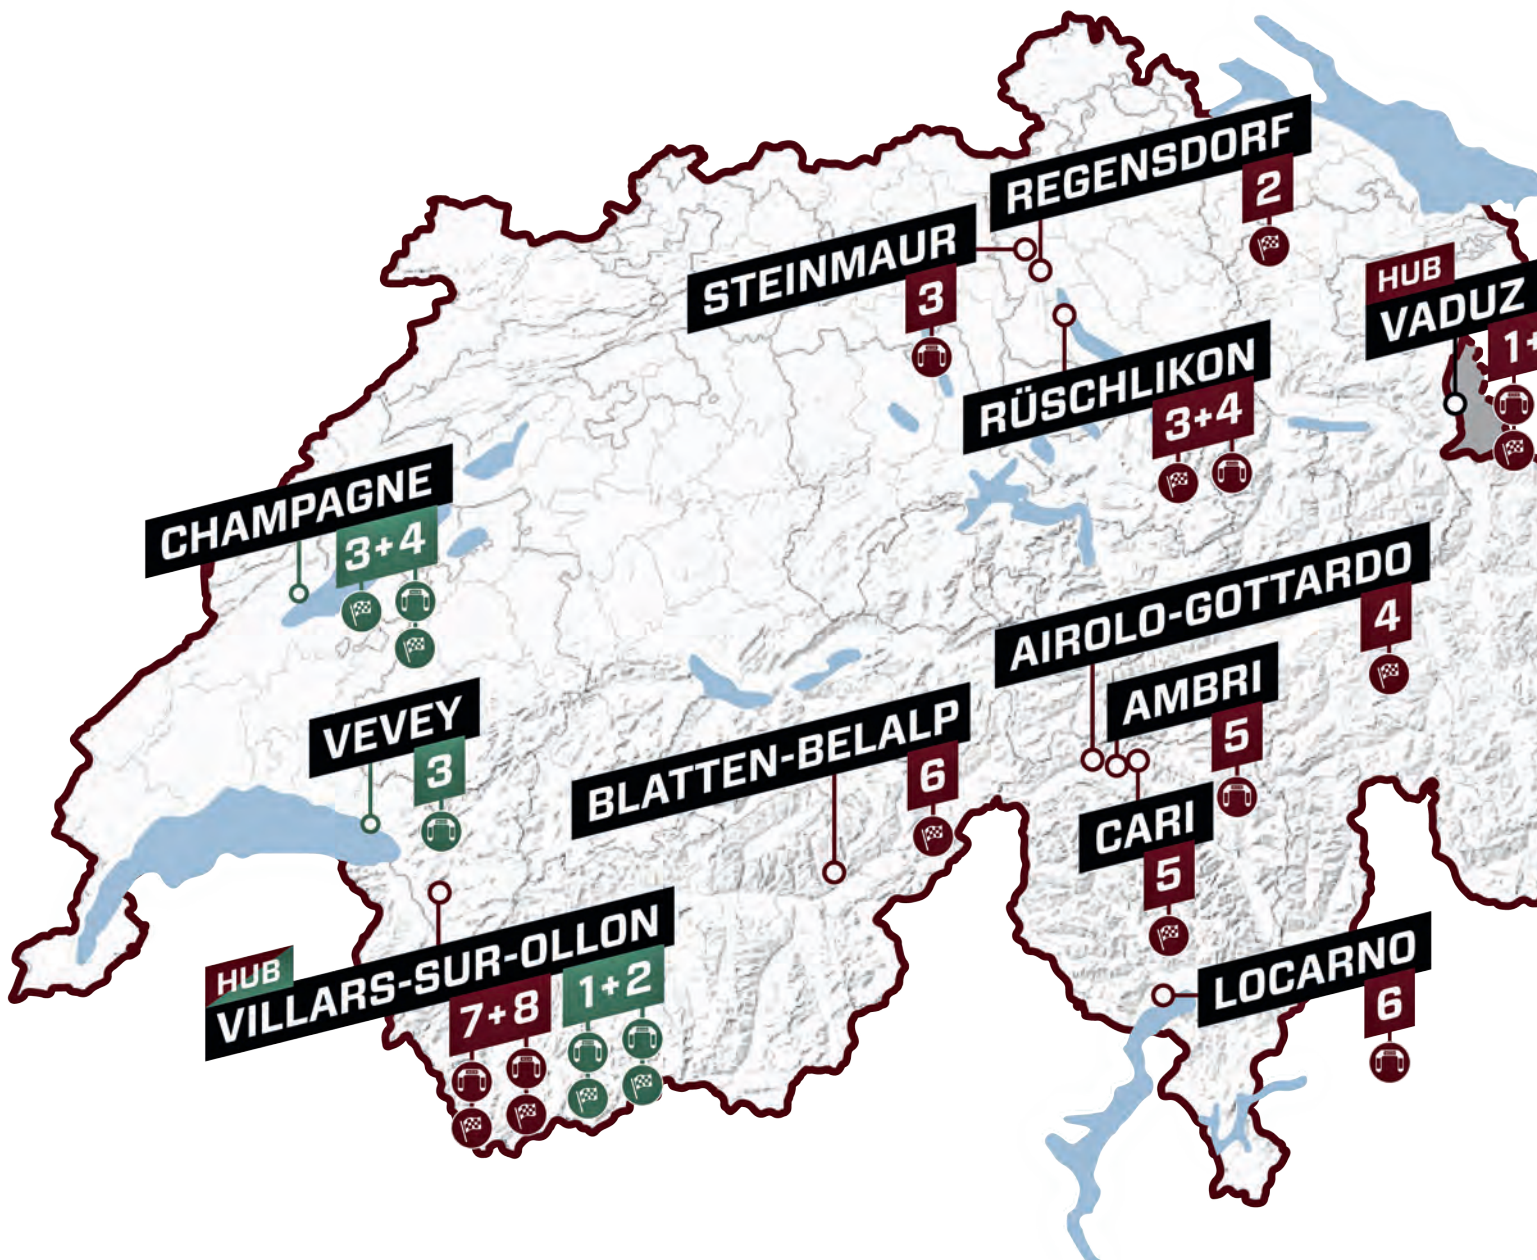 REGENSDORF
2
STEINMAUR
3
HUB
VADUZ
1+
RÜSCHLIKON
3+4
CHAMPAGNE
3+4
AIROLO-GOTTARDO
4
AMBRI
5
VEVEY
3
BLATTEN-BELALP
6
CARI
5
HUB
VILLARS-SUR-OLLON
7+8
1+2
LOCARNO
6